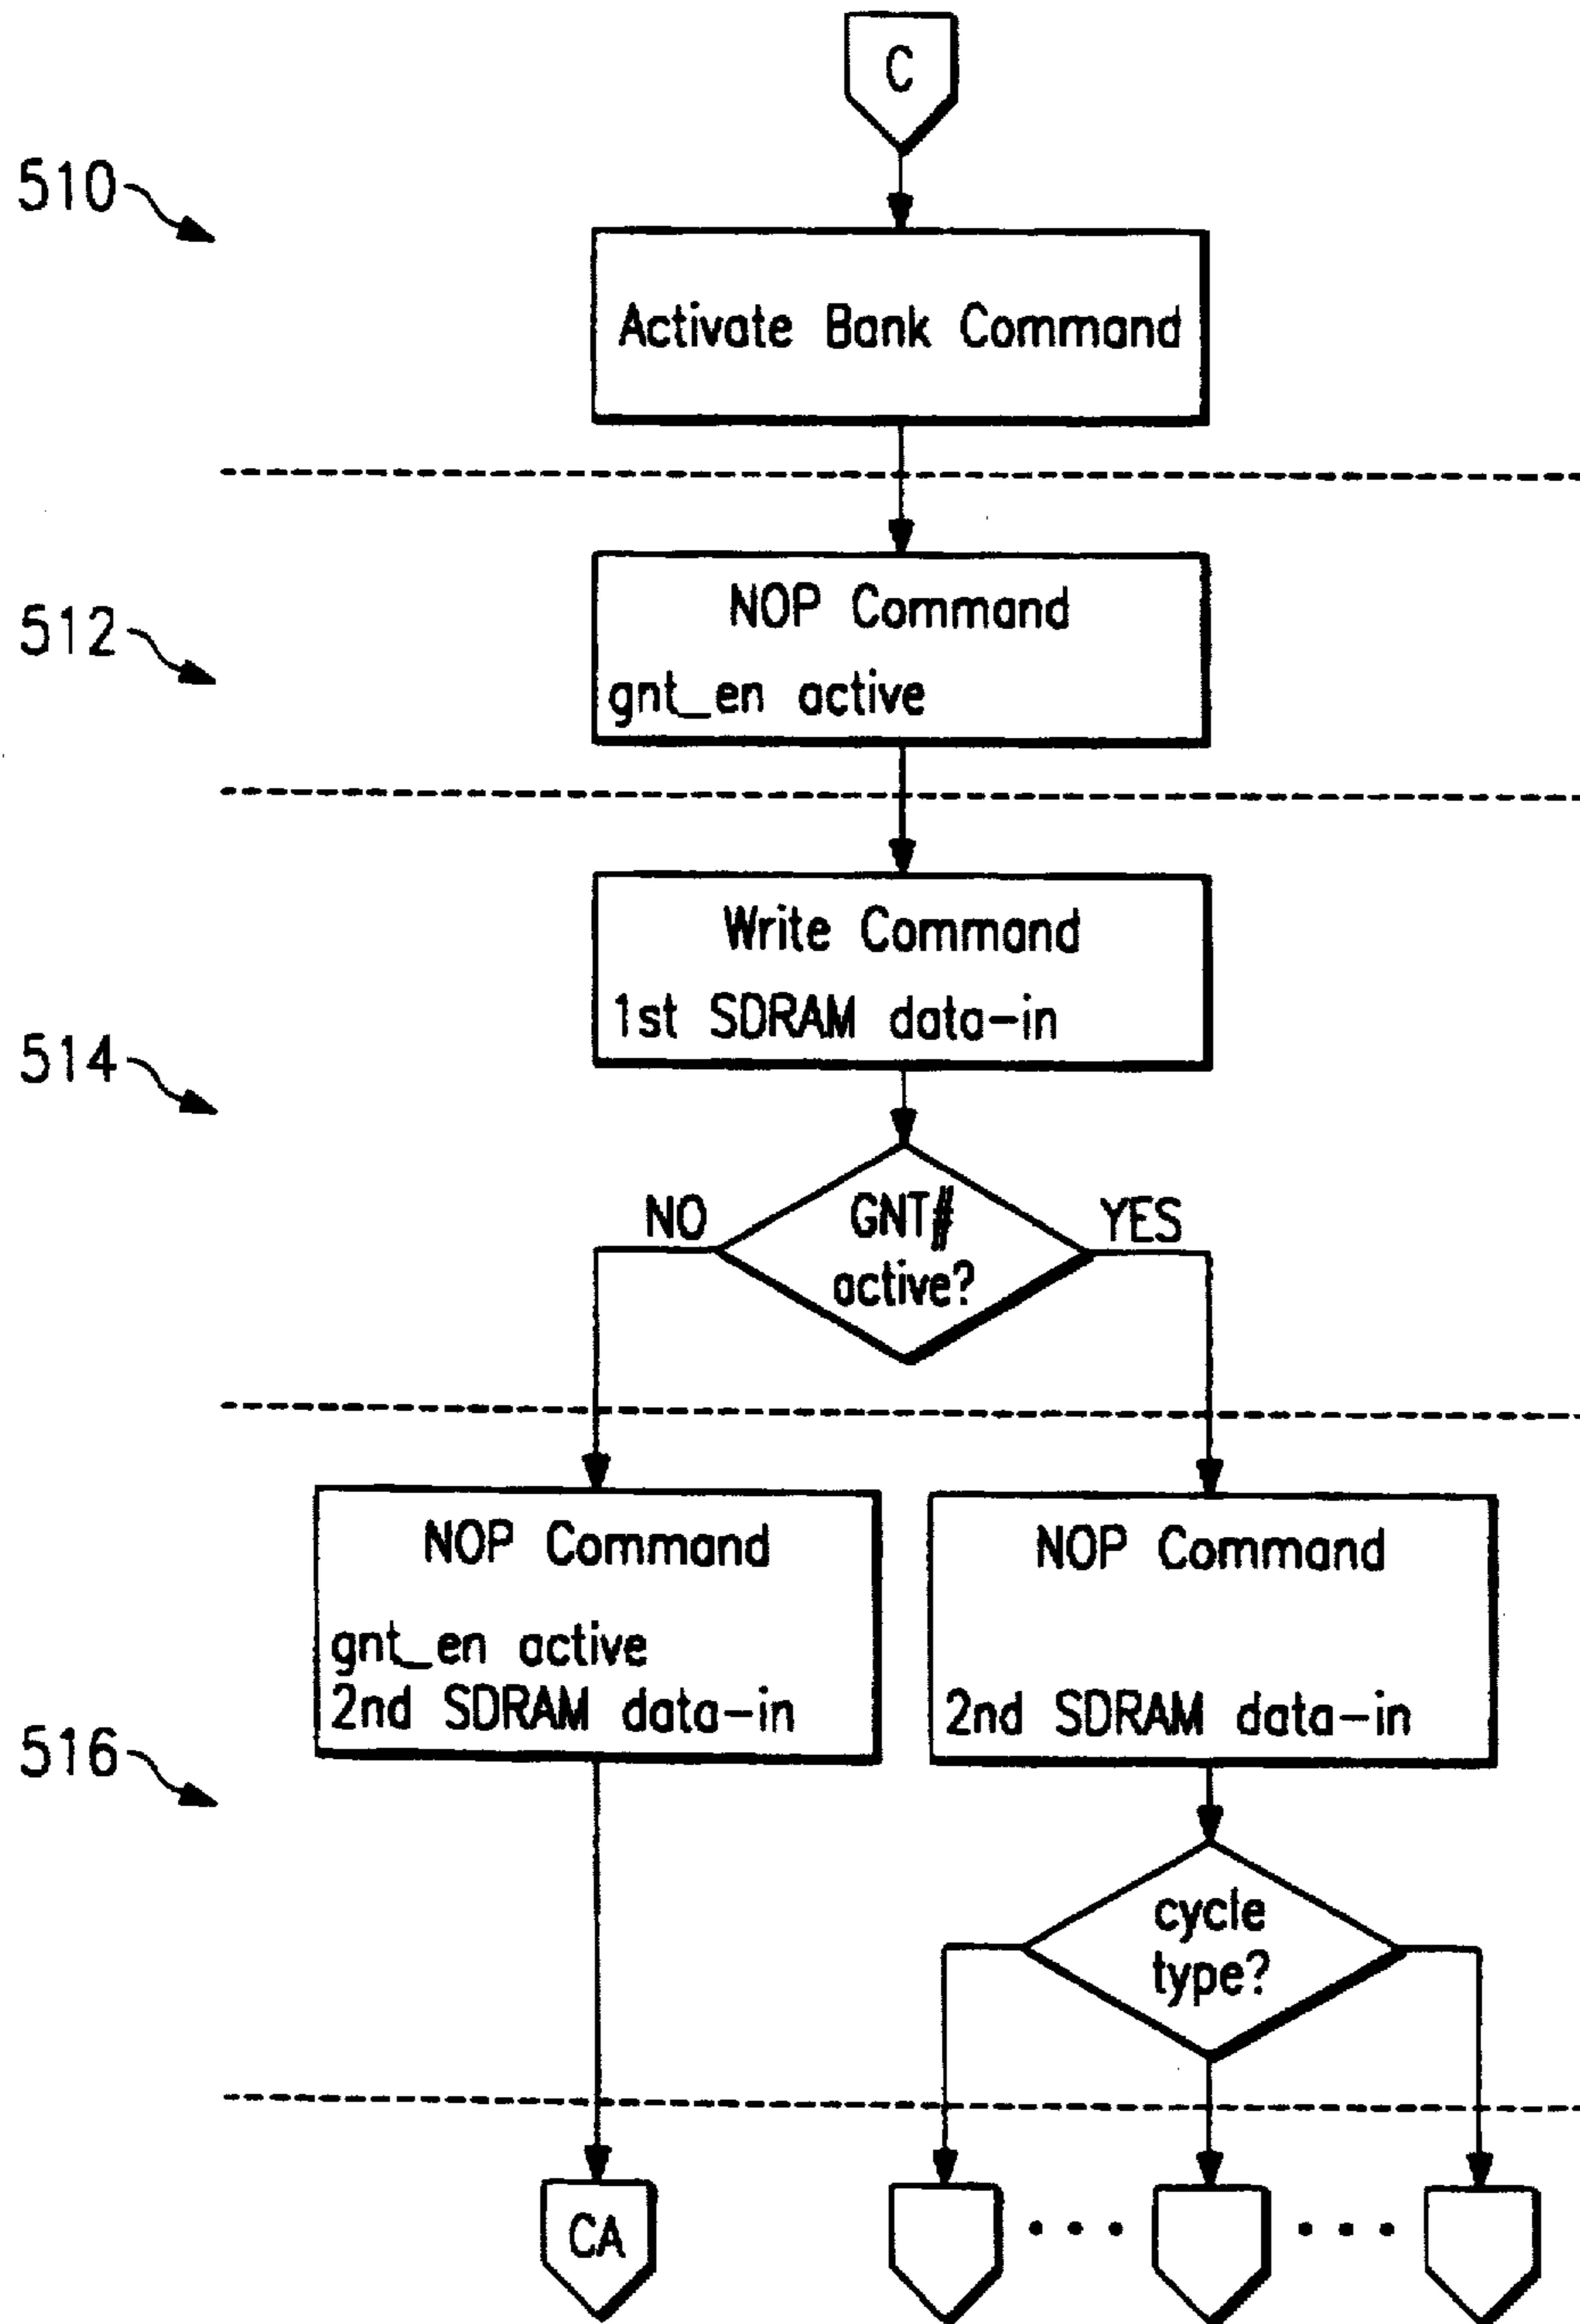 C
510
Activate Bank Command
512
NOP Command
gnt_en active
Write Command
1st SDRAM data-in
514
NO
GNT#
active?
YES
NOP Command
gnt_en active
2nd SDRAM data-in
NOP Command
2nd SDRAM data-in
516
cycle
type?
CA